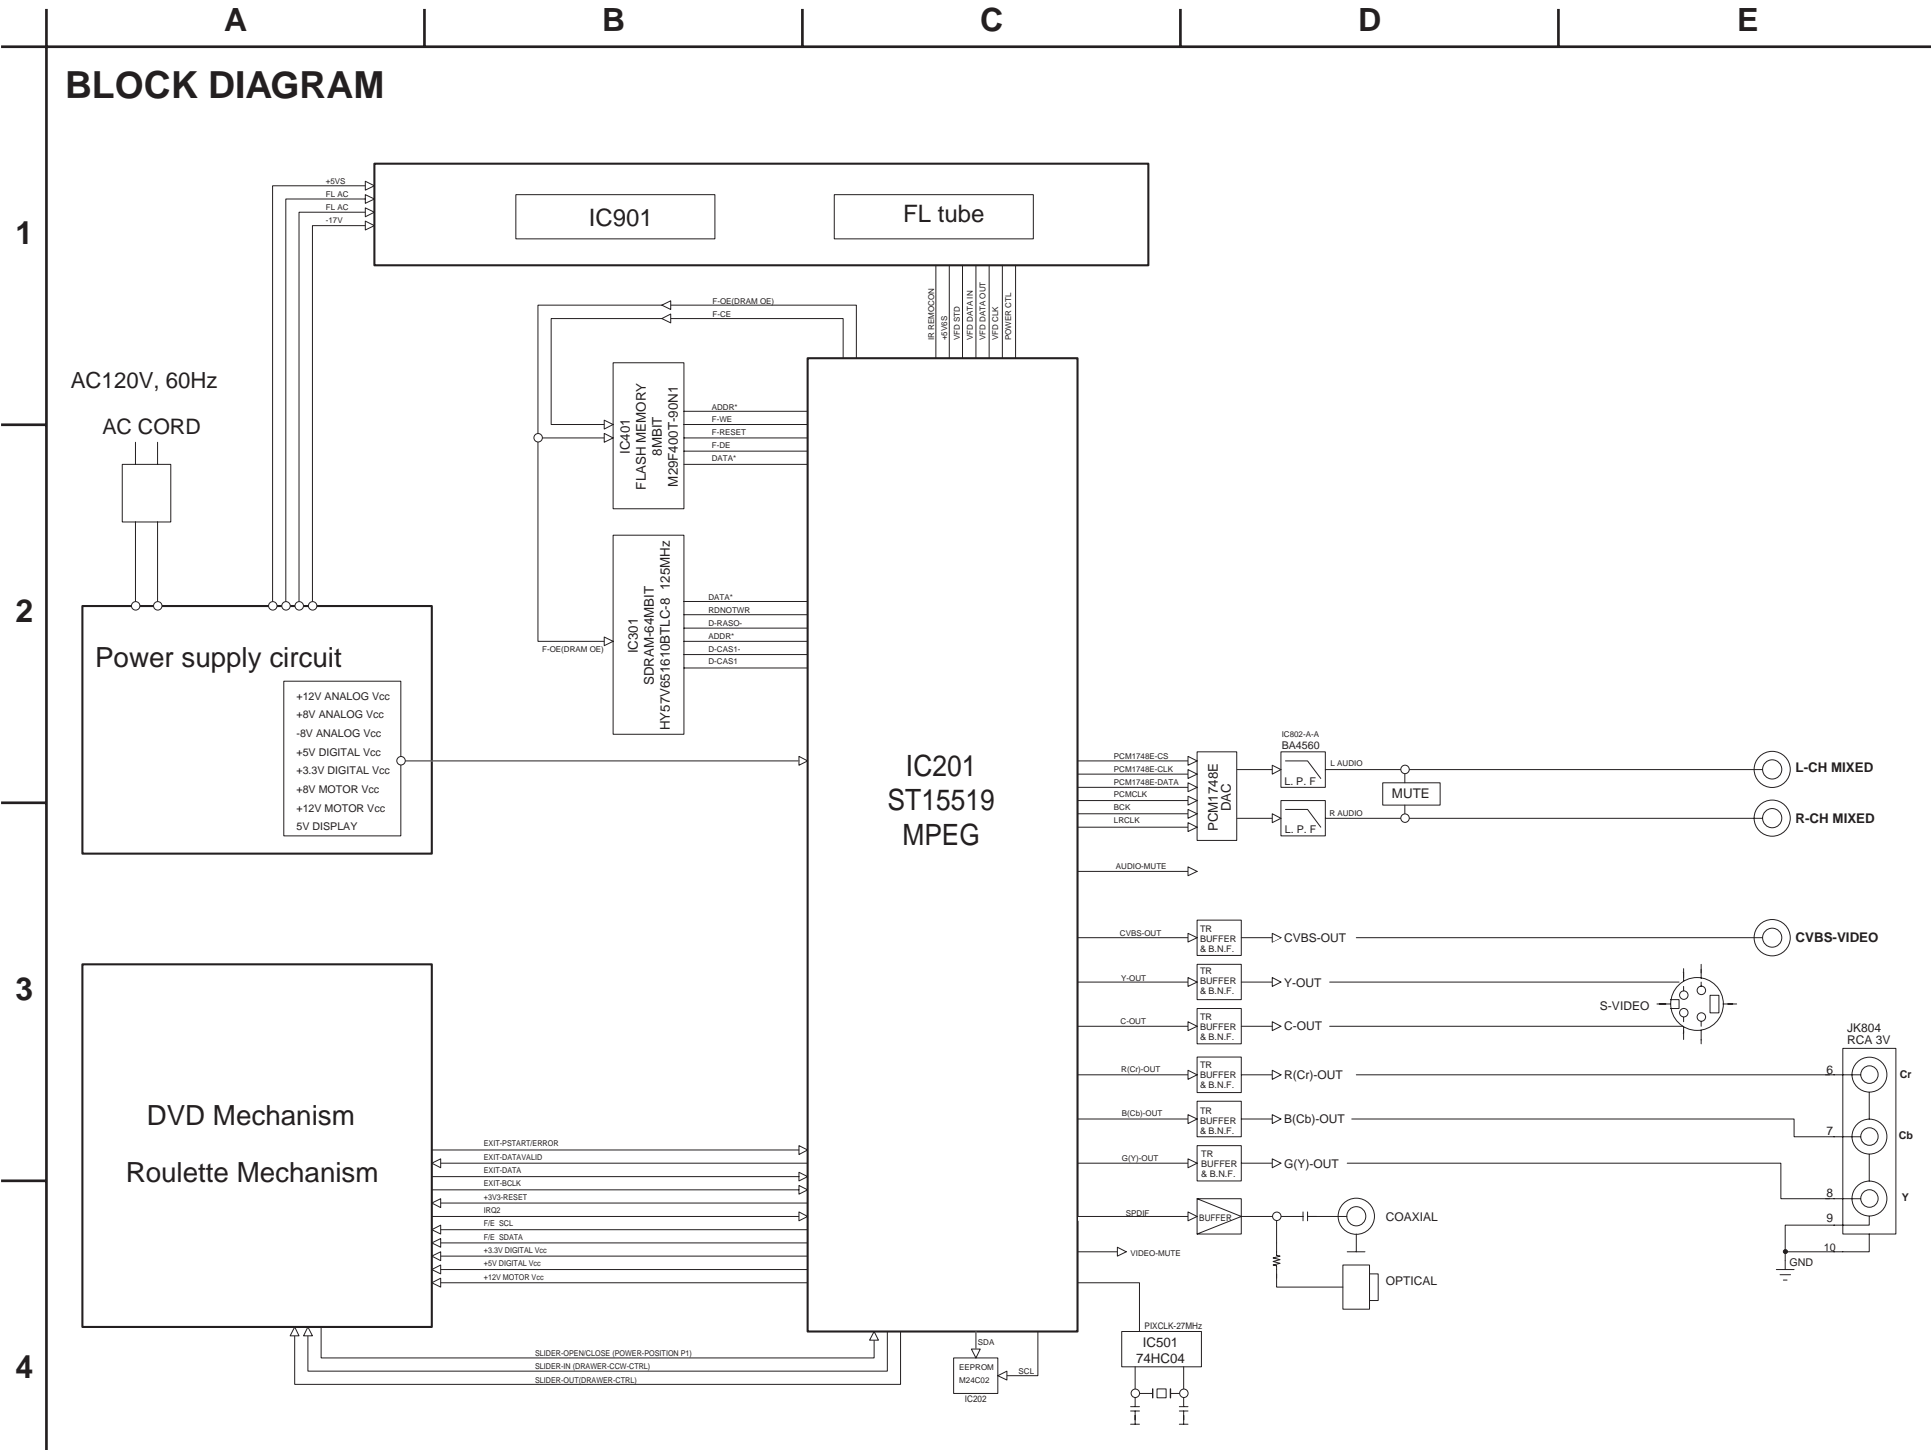 A B C D E
BLOCK DIAGRAM
1
2
3
4
+5VS
FL AC
FL AC
-17V
IC901
FL tube
IR REMOCON
+5V6S
VFD STD
VFD DATA IN
VFD DATA OUT
VFD CLK
POWER CTL
F-OE(DRAM OE)
F-CE
AC120V, 60Hz
AC CORD
IC401
FLASH MEMORY
8MBIT
M29F400T-90N1
ADDR*
F-WE
F-RESET
F-DE
DATA*
IC301
SDRAM-64MBIT
HY57V651610BTLC-8 125MHz
F-OE(DRAM OE)
DATA*
RDNOTWR
D-RASO-
ADDR*
D-CAS1-
D-CAS1
Power supply circuit
+12V ANALOG Vcc
+8V ANALOG Vcc
-8V ANALOG Vcc
+5V DIGITAL Vcc
+3.3V DIGITAL Vcc
+8V MOTOR Vcc
+12V MOTOR Vcc
5V DISPLAY
IC201
ST15519
MPEG
PCM1748E-CS
PCM1748E-CLK
PCM1748E-DATA
PCMCLK
BCK
LRCLK
PCM1748E
DAC
IC802-A-A
BA4560
L. P. F
L AUDIO
MUTE
L. P. F
R AUDIO
L-CH MIXED
R-CH MIXED
AUDIO-MUTE
CVBS-OUT
TR
BUFFER
& B.N.F.
CVBS-OUT
CVBS-VIDEO
Y-OUT
TR
BUFFER
& B.N.F.
Y-OUT
S-VIDEO
C-OUT
TR
BUFFER
& B.N.F.
C-OUT
JK804
RCA 3V
R(Cr)-OUT
TR
BUFFER
& B.N.F.
R(Cr)-OUT
6
Cr
B(Cb)-OUT
TR
BUFFER
& B.N.F.
B(Cb)-OUT
7
Cb
G(Y)-OUT
TR
BUFFER
& B.N.F.
G(Y)-OUT
8
Y
9
10
GND
SPDIF
BUFFER
COAXIAL
VIDEO-MUTE
OPTICAL
PIXCLK-27MHz
IC501
74HC04
DVD Mechanism
Roulette Mechanism
EXIT-PSTART/ERROR
EXIT-DATAVALID
EXIT-DATA
EXIT-BCLK
+3V3-RESET
IRQ2
F/E SCL
F/E SDATA
+3.3V DIGITAL Vcc
+5V DIGITAL Vcc
+12V MOTOR Vcc
SLIDER-OPEN/CLOSE (POWER-POSITION P1)
SLIDER-IN (DRAWER-CCW-CTRL)
SLIDER-OUT(DRAWER-CTRL)
SDA
EEPROM
M24C02
IC202
SCL